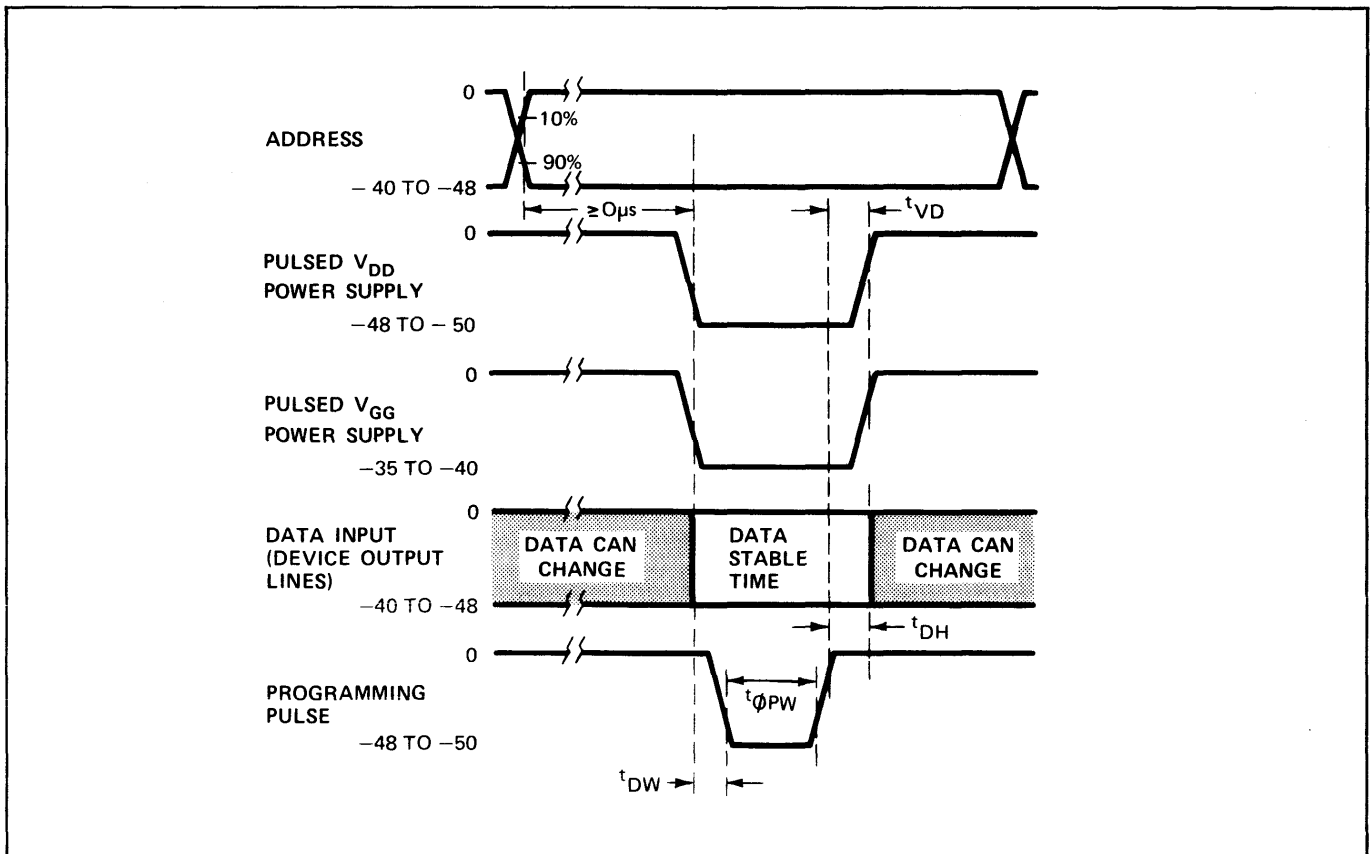 0
10%
ADDRESS
90%
– 40 TO –48
≥0µs
tVD
0
PULSED VDD
POWER SUPPLY
–48 TO – 50
0
PULSED VGG
POWER SUPPLY
–35 TO –40
0
DATA INPUT
(DEVICE OUTPUT
LINES)
DATA CAN
CHANGE
DATA
STABLE
TIME
DATA CAN
CHANGE
–40 TO –48
tDH
0
PROGRAMMING
PULSE
tØPW
–48 TO –50
tDW